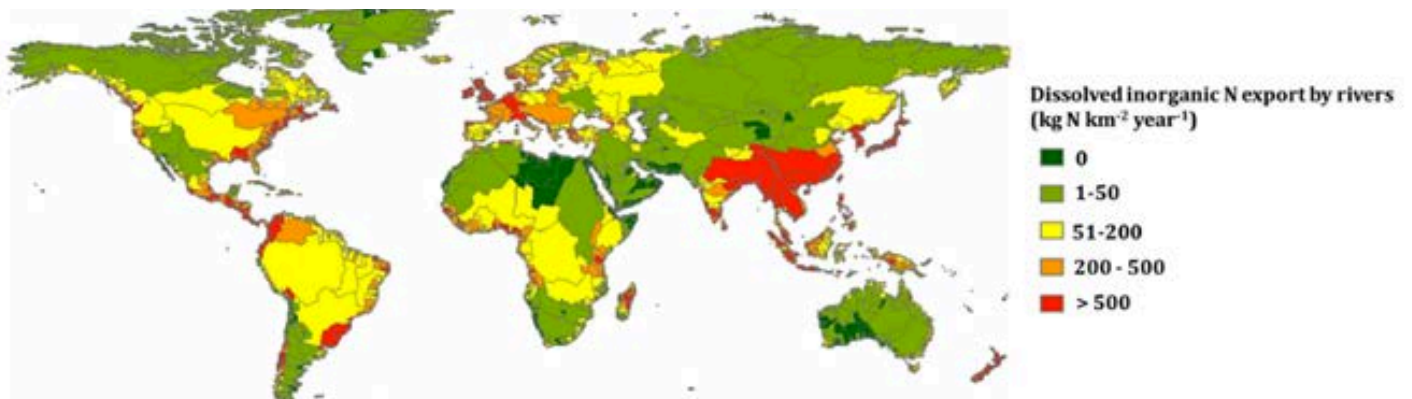 Dissolved inorganic N export by rivers
(kg N km⁻² year⁻¹)
0
1-50
51-200
200 - 500
> 500